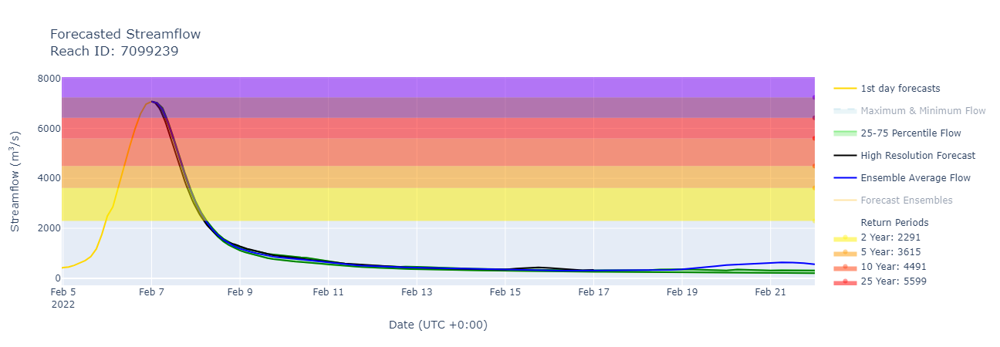 Forecasted Streamflow
Reach ID: 7099239
Streamflow (m³/s)
8000
6000
4000
2000
0
Feb 5
2022
Feb 7
Feb 9
Feb 11
Feb 13
Feb 15
Feb 17
Feb 19
Feb 21
Date (UTC +0:00)
1st day forecasts
Maximum & Minimum Flow
25-75 Percentile Flow
High Resolution Forecast
Ensemble Average Flow
Forecast Ensembles
Return Periods
2 Year: 2291
5 Year: 3615
10 Year: 4491
25 Year: 5599